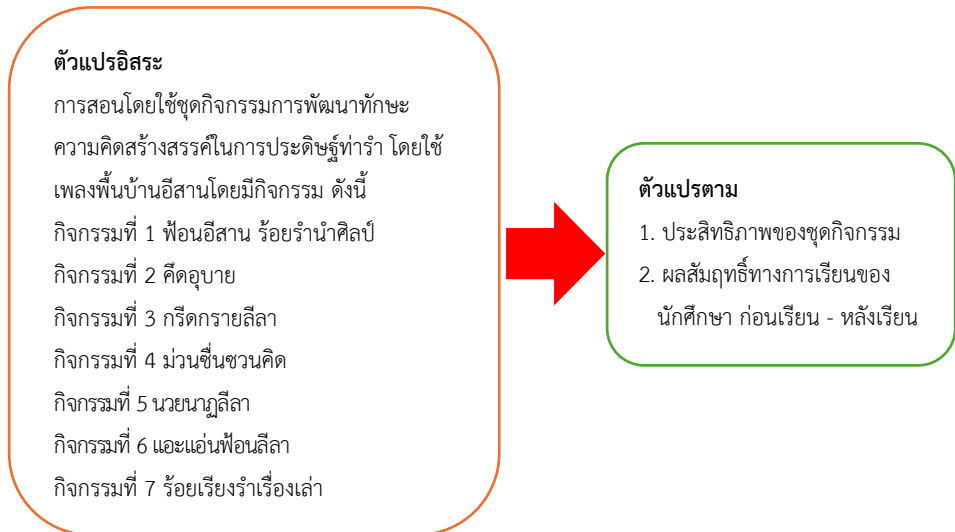 ตัวแปรอิสระ
การสอนโดยใช้ชุดกิจกรรมการพัฒนาทักษะ
ความคิดสร้างสรรค์ในการประดิษฐ์ท่ารำ โดยใช้
เพลงพื้นบ้านอีสานโดยมีกิจกรรม ดังนี้
กิจกรรมที่ 1 ฟ้อนอีสาน ร้อยรำนำศิลป์
กิจกรรมที่ 2 คึดอุบาย
กิจกรรมที่ 3 กรีดกรายลีลา
กิจกรรมที่ 4 ม่วนซื่นซวนคิด
กิจกรรมที่ 5 นวยนาฏลีลา
กิจกรรมที่ 6 แอะแอ่นฟ้อนลีลา
กิจกรรมที่ 7 ร้อยเรียงรำเรื่องเล่า
ตัวแปรตาม
1. ประสิทธิภาพของชุดกิจกรรม
2. ผลสัมฤทธิ์ทางการเรียนของ
นักศึกษา ก่อนเรียน - หลังเรียน